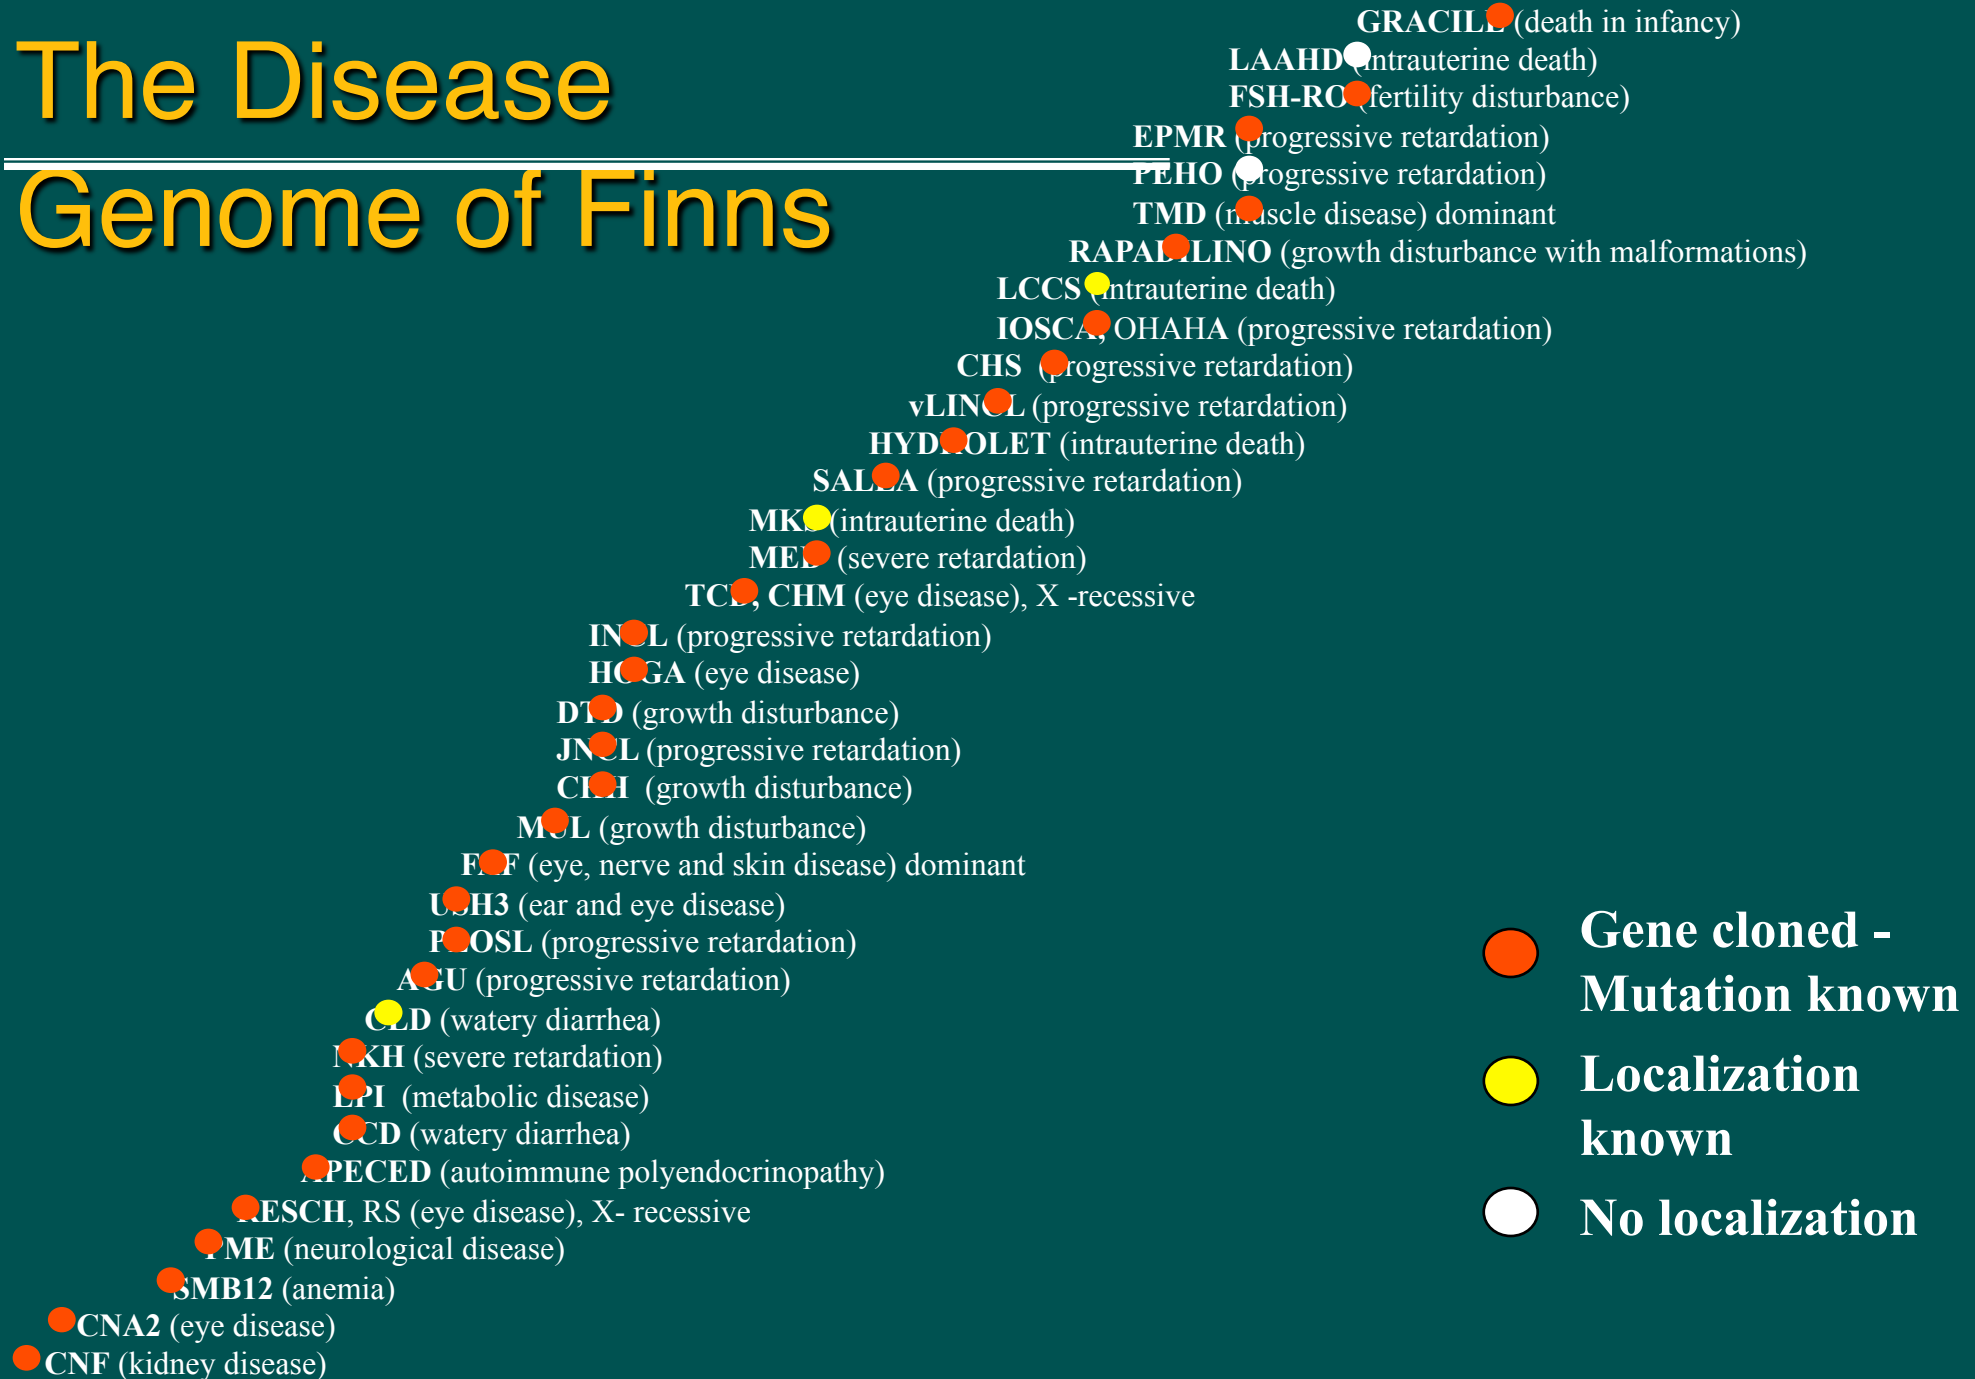 The Disease
Genome of Finns
GRACILE (death in infancy)
LAAHD (intrauterine death)
FSH-RO (fertility disturbance)
EPMR (progressive retardation)
PEHO (progressive retardation)
TMD (muscle disease) dominant
RAPADILINO (growth disturbance with malformations)
LCCS (intrauterine death)
IOSCA, OHAHA (progressive retardation)
CHS (progressive retardation)
vLINCL (progressive retardation)
HYDROLET (intrauterine death)
SALLA (progressive retardation)
MKS (intrauterine death)
MEB (severe retardation)
TCD, CHM (eye disease), X -recessive
INCL (progressive retardation)
HOGA (eye disease)
DTD (growth disturbance)
JNCL (progressive retardation)
CHH (growth disturbance)
MUL (growth disturbance)
FAF (eye, nerve and skin disease) dominant
USH3 (ear and eye disease)
PLOSL (progressive retardation)
AGU (progressive retardation)
CLD (watery diarrhea)
NKH (severe retardation)
LPI (metabolic disease)
CCD (watery diarrhea)
APECED (autoimmune polyendocrinopathy)
RESCH, RS (eye disease), X- recessive
PME (neurological disease)
SMB12 (anemia)
CNA2 (eye disease)
CNF (kidney disease)
Gene cloned -
Mutation known
Localization
known
No localization